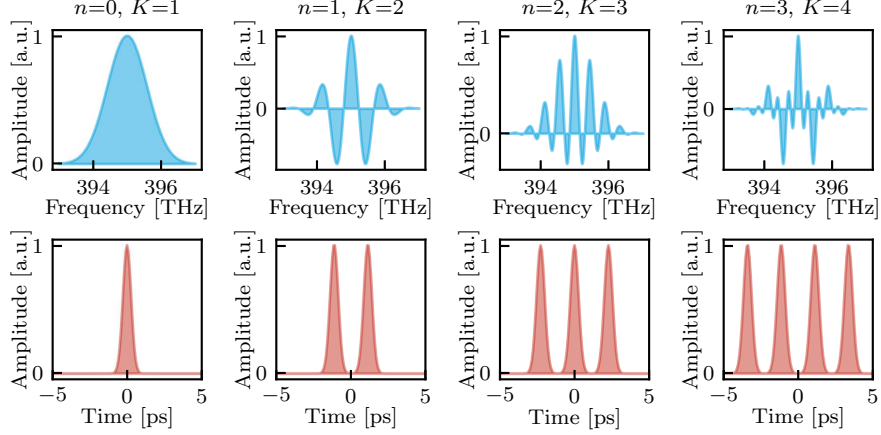 n=0, K=1
Amplitude [a.u.]
1
0
394 396
Frequency [THz]
n=1, K=2
Amplitude [a.u.]
1
0
394 396
Frequency [THz]
n=2, K=3
Amplitude [a.u.]
1
0
394 396
Frequency [THz]
n=3, K=4
Amplitude [a.u.]
1
0
394 396
Frequency [THz]
Amplitude [a.u.]
1
0
−5 0 5
Time [ps]
Amplitude [a.u.]
1
0
−5 0 5
Time [ps]
Amplitude [a.u.]
1
0
−5 0 5
Time [ps]
Amplitude [a.u.]
1
0
−5 0 5
Time [ps]